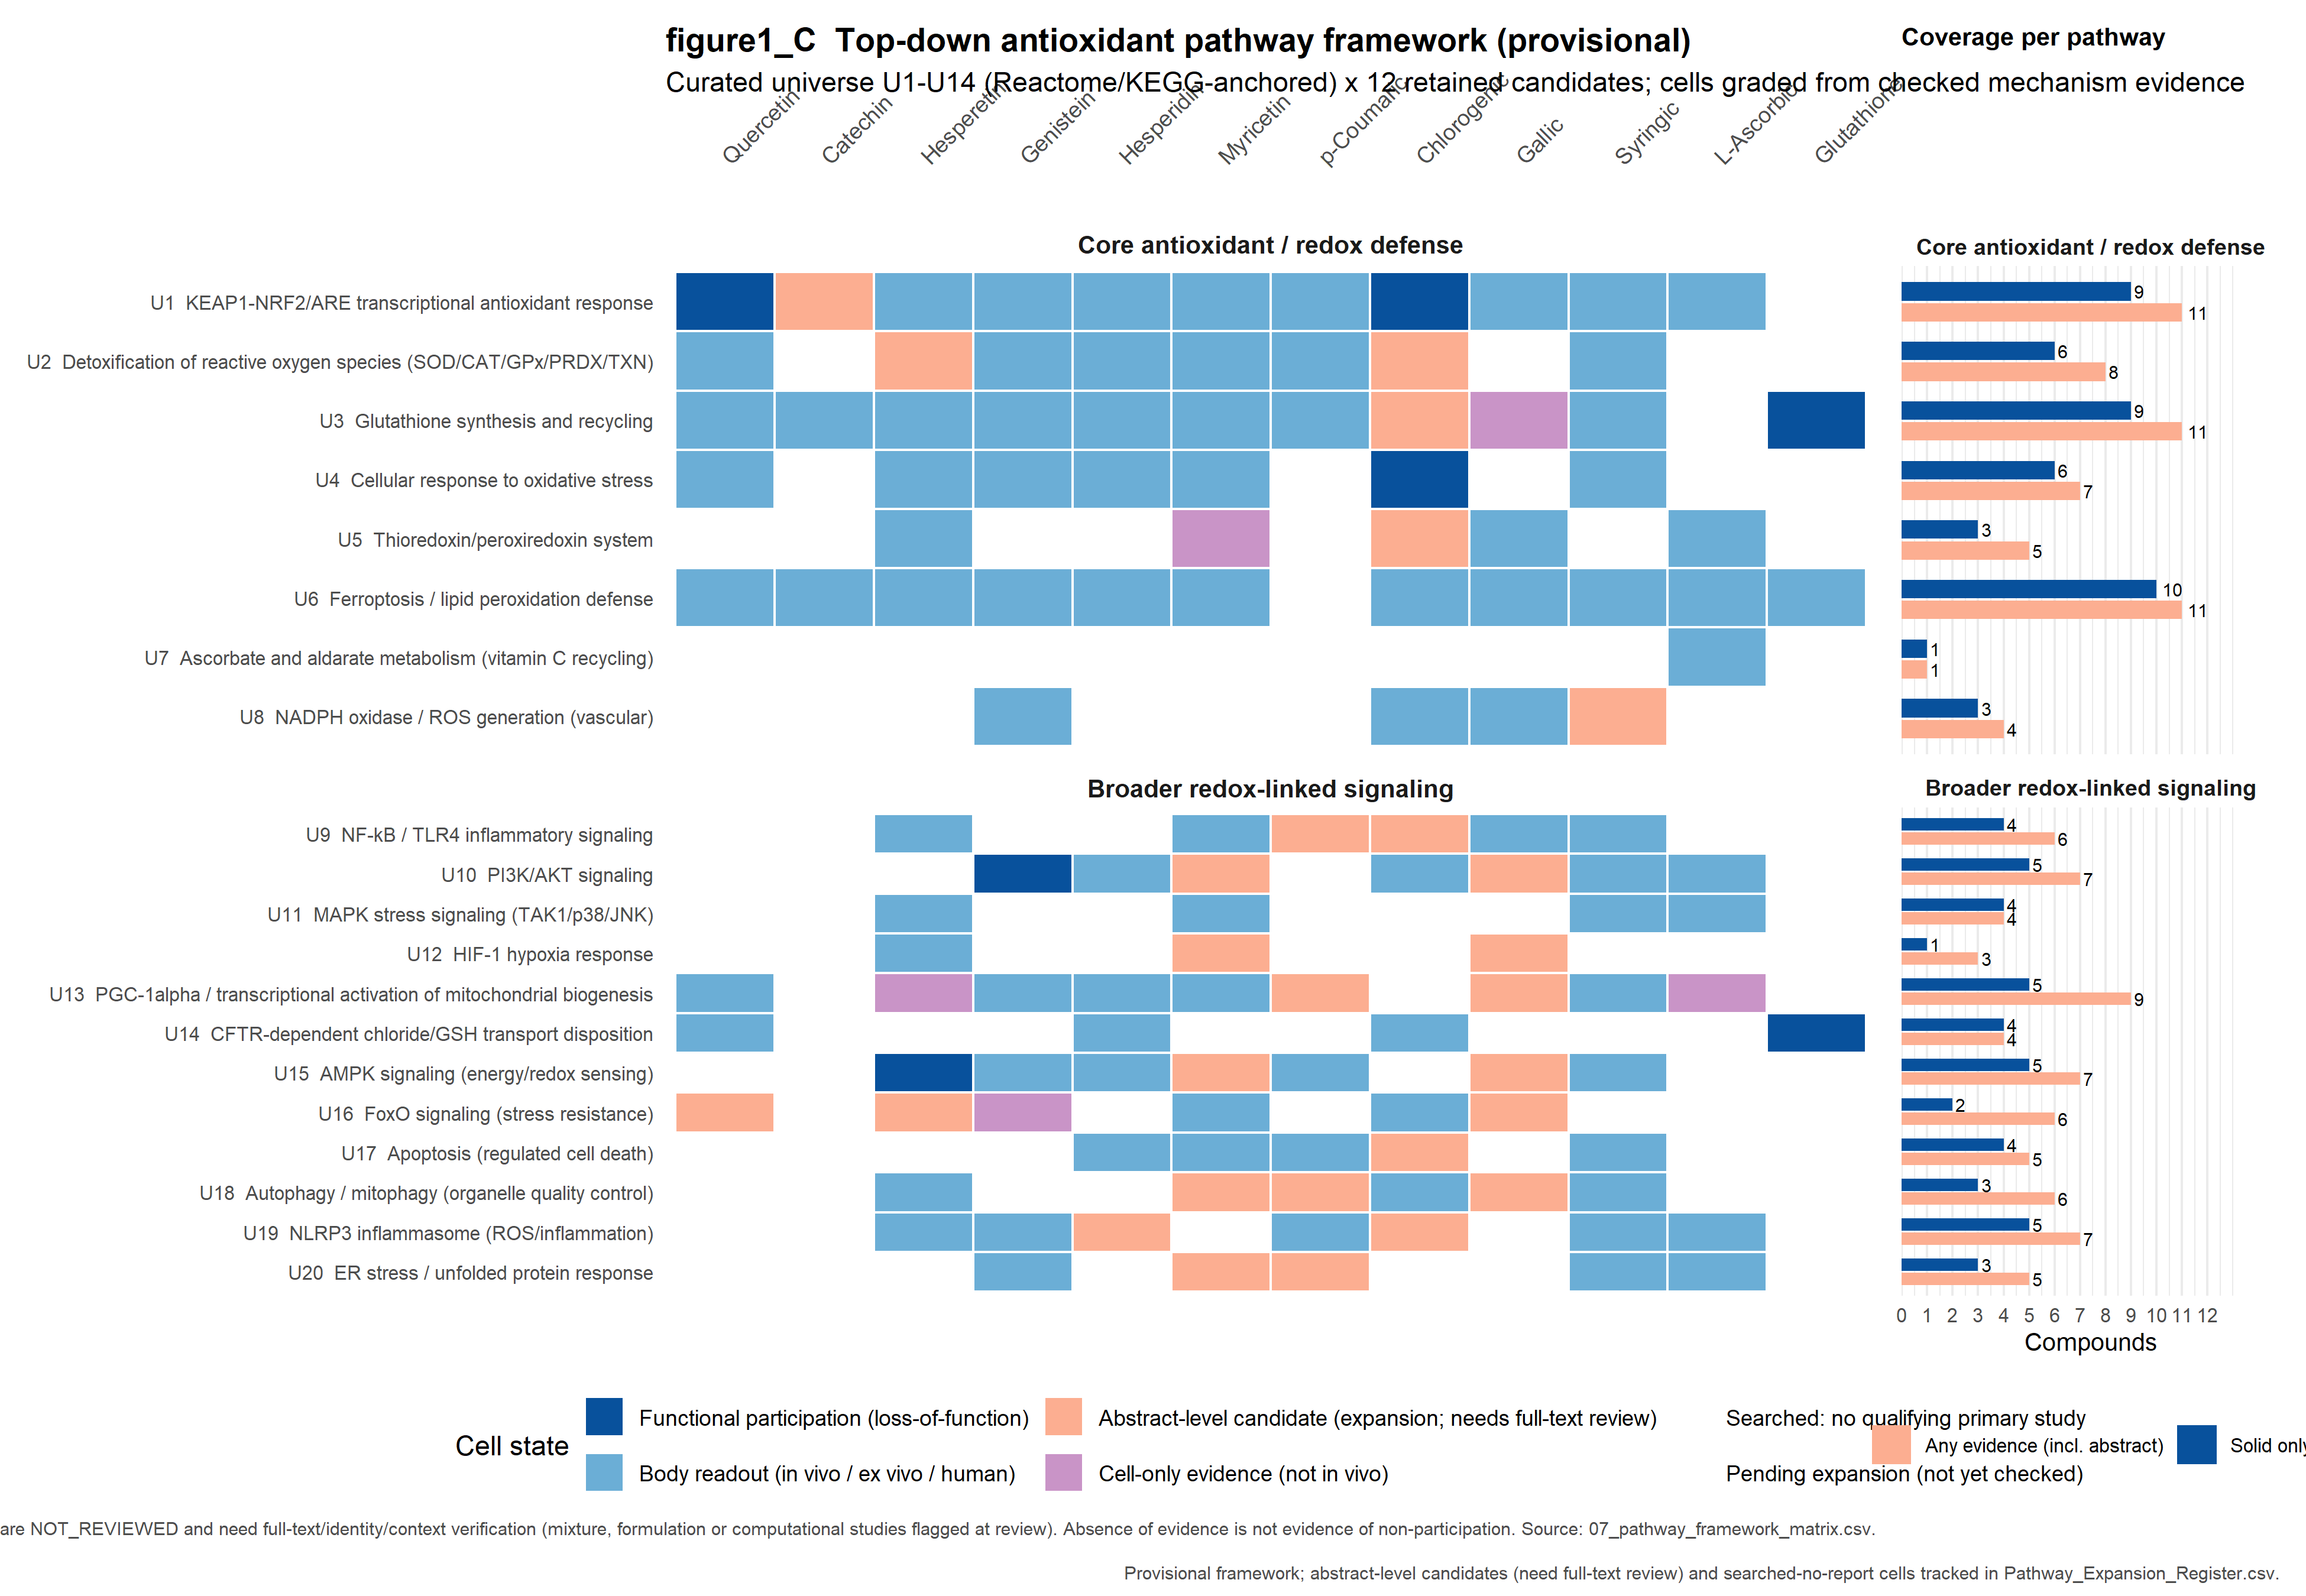 figure1_C  Top-down antioxidant pathway framework (provisional)
Coverage per pathway
Curated universe U1-U14 (Reactome/KEGG-anchored) x 12 retained candidates; cells graded from checked mechanism evidence
Quercetin
Catechin
Hesperetin
Genistein
Hesperidin
Myricetin
p-Coumaric
Chlorogenic
Gallic
Syringic
L-Ascorbic
Glutathione
Core antioxidant / redox defense
Core antioxidant / redox defense
U1  KEAP1-NRF2/ARE transcriptional antioxidant response
9
11
U2  Detoxification of reactive oxygen species (SOD/CAT/GPx/PRDX/TXN)
6
8
U3  Glutathione synthesis and recycling
9
11
U4  Cellular response to oxidative stress
6
7
U5  Thioredoxin/peroxiredoxin system
3
5
U6  Ferroptosis / lipid peroxidation defense
10
11
U7  Ascorbate and aldarate metabolism (vitamin C recycling)
1
1
U8  NADPH oxidase / ROS generation (vascular)
3
4
Broader redox-linked signaling
Broader redox-linked signaling
U9  NF-kB / TLR4 inflammatory signaling
4
6
U10  PI3K/AKT signaling
5
7
U11  MAPK stress signaling (TAK1/p38/JNK)
4
4
U12  HIF-1 hypoxia response
1
3
U13  PGC-1alpha / transcriptional activation of mitochondrial biogenesis
5
9
U14  CFTR-dependent chloride/GSH transport disposition
4
4
U15  AMPK signaling (energy/redox sensing)
5
7
U16  FoxO signaling (stress resistance)
2
6
U17  Apoptosis (regulated cell death)
4
5
U18  Autophagy / mitophagy (organelle quality control)
3
6
U19  NLRP3 inflammasome (ROS/inflammation)
5
7
U20  ER stress / unfolded protein response
3
5
0 1 2 3 4 5 6 7 8 9 10 11 12
Compounds
Cell state
Functional participation (loss-of-function)
Abstract-level candidate (expansion; needs full-text review)
Searched: no qualifying primary study
Body readout (in vivo / ex vivo / human)
Cell-only evidence (not in vivo)
Pending expansion (not yet checked)
Any evidence (incl. abstract)
Solid only
are NOT_REVIEWED and need full-text/identity/context verification (mixture, formulation or computational studies flagged at review). Absence of evidence is not evidence of non-participation. Source: 07_pathway_framework_matrix.csv.
Provisional framework; abstract-level candidates (need full-text review) and searched-no-report cells tracked in Pathway_Expansion_Register.csv.